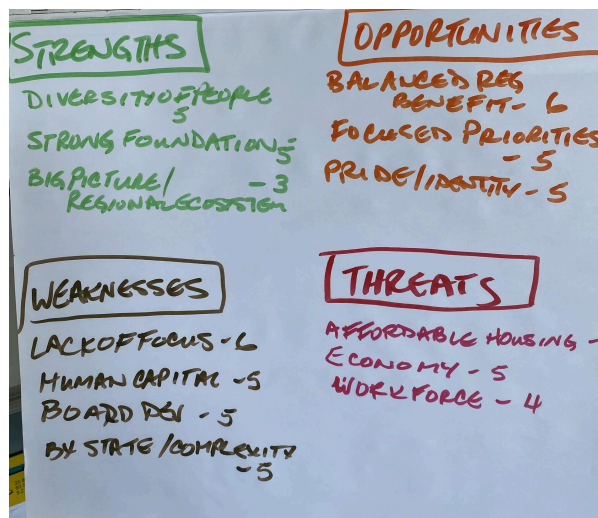 STRENGTHS
DIVERSITY OF PEOPLE
5
STRONG FOUNDATION -
5
BIG PICTURE/ - 3
REGIONAL ECOSYSTEM
OPPORTUNITIES
BALANCED REG
BENEFIT - 6
FOCUSED PRIORITIES
- 5
PRIDE/IDENTITY - 5
WEAKNESSES
LACK OF FOCUS - 6
HUMAN CAPITAL - 5
BOARD DEV - 5
STATE/COMPLEXITY
- 5
THREATS
AFFORDABLE HOUSING -
ECONOMY - 5
WORKFORCE - 4